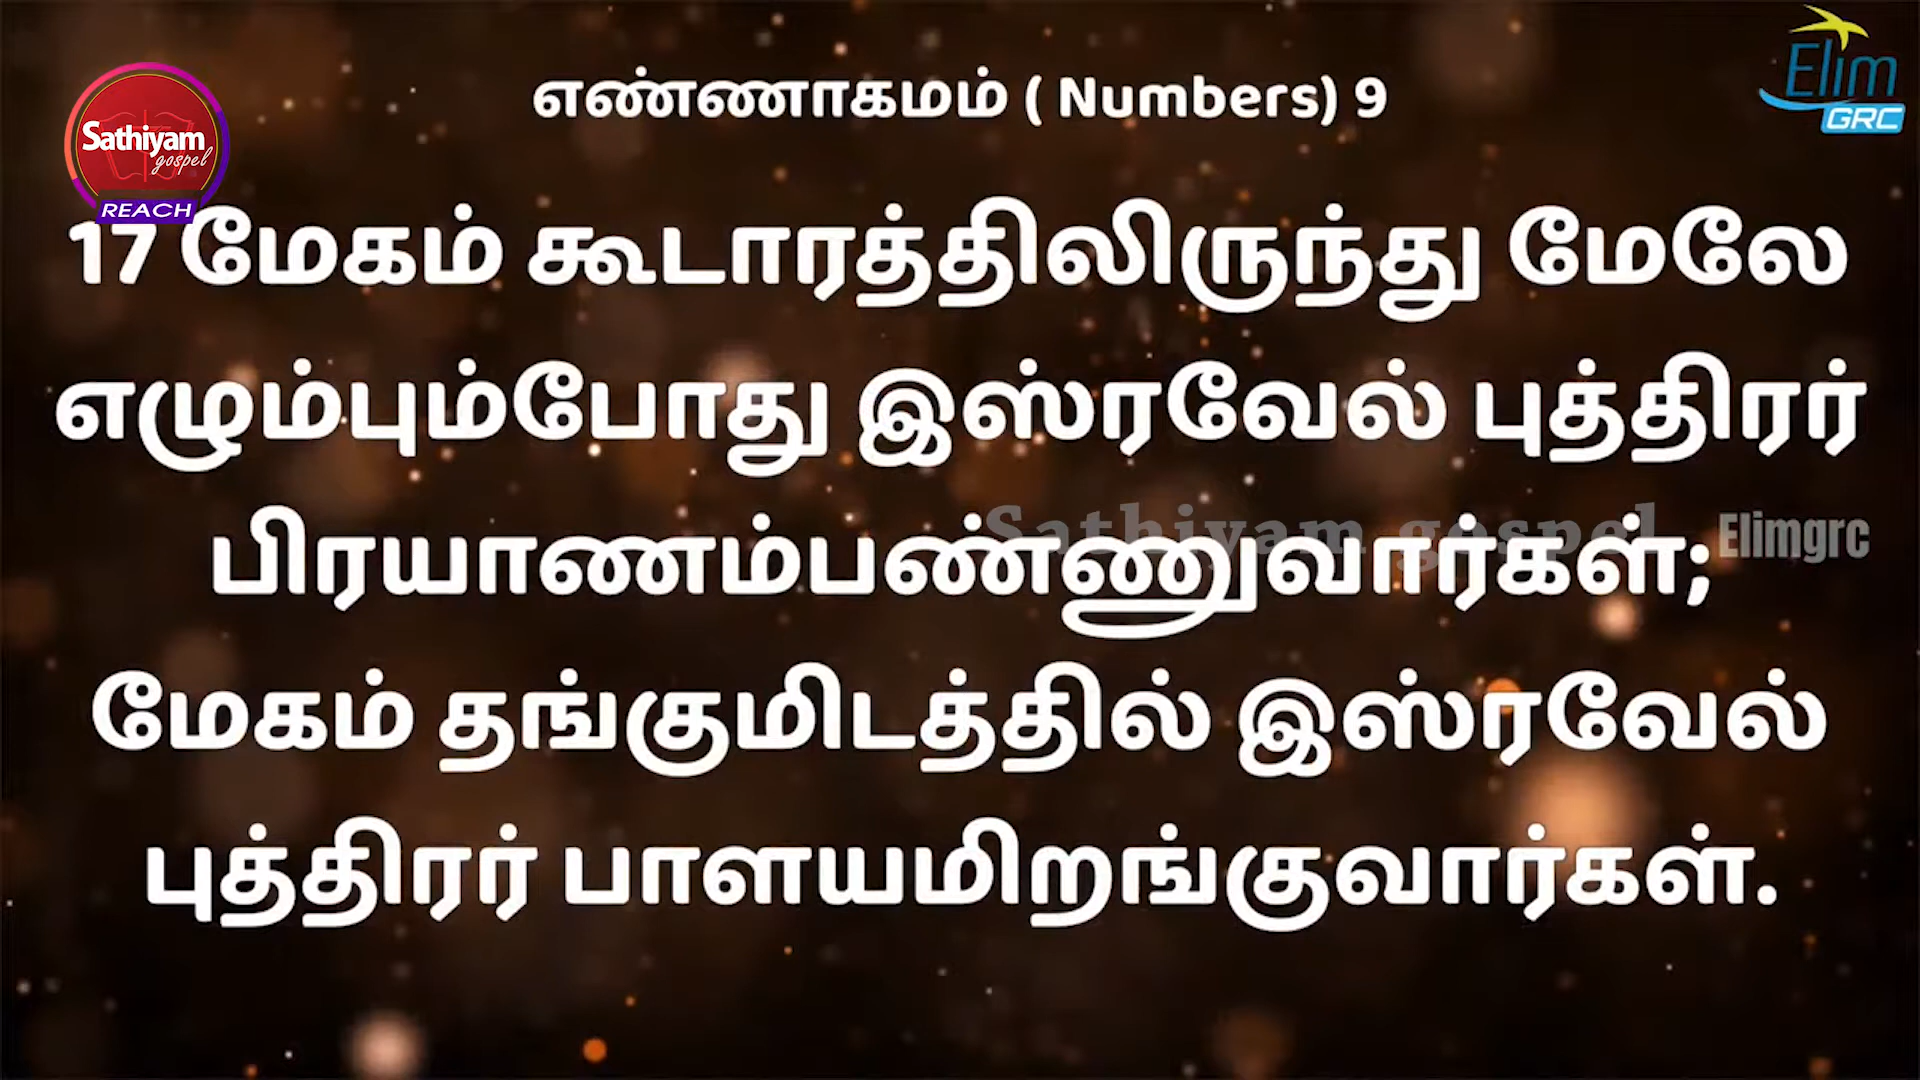 எண்ணாகமம் ( Numbers) 9
Elim
GRC
Sathiyam
gospel
REACH
17 மேகம் கூடாரத்திலிருந்து மேலே
எழும்பும்போது இஸ்ரவேல் புத்திரர்
பிரயாணம்பண்ணுவார்கள்;
Sathiyam gospel
Elimgrc
மேகம் தங்குமிடத்தில் இஸ்ரவேல்
புத்திரர் பாளயமிறங்குவார்கள்.